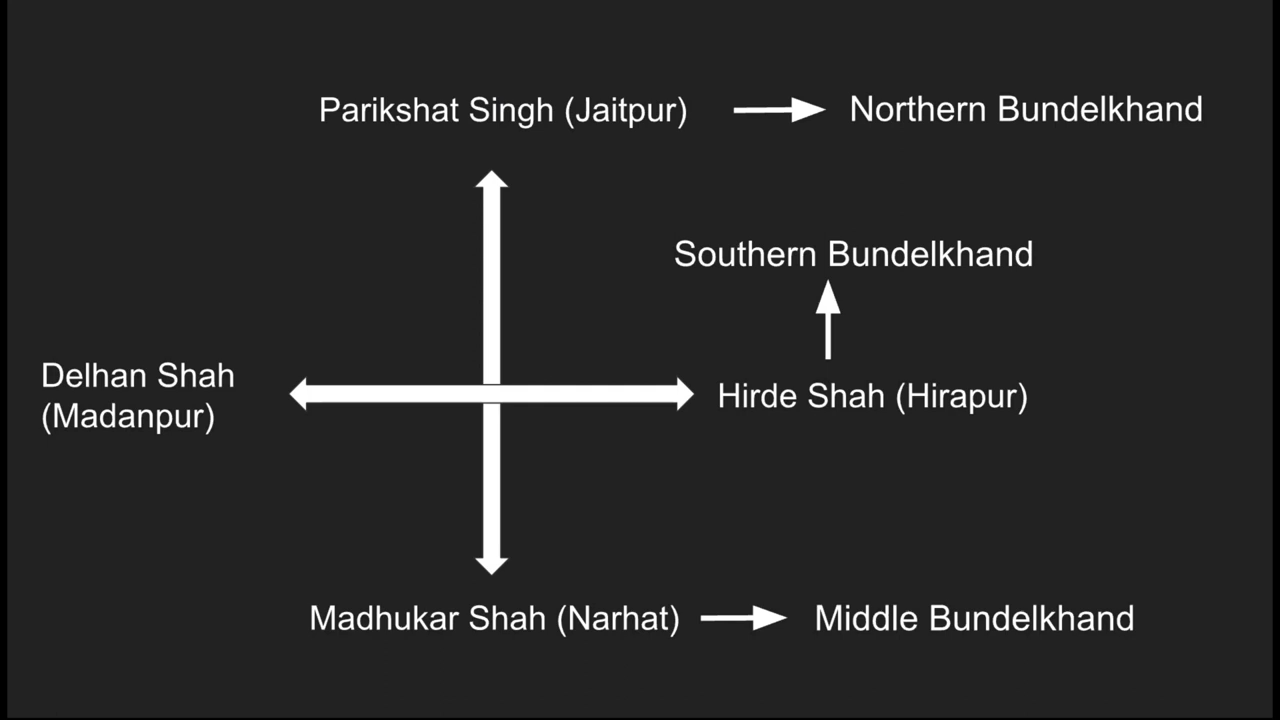 Parikshat Singh (Jaitpur)
Northern Bundelkhand
Southern Bundelkhand
Delhan Shah
(Madanpur)
Hirde Shah (Hirapur)
Madhukar Shah (Narhat)
Middle Bundelkhand